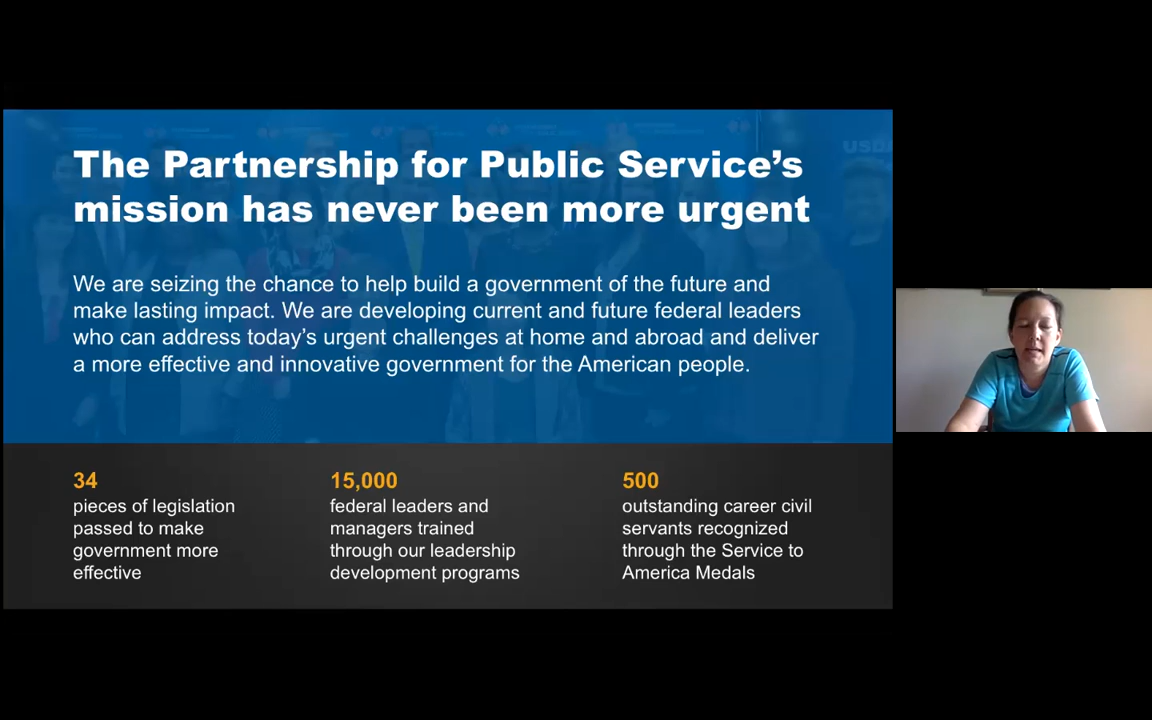 The Partnership for Public Service’s
mission has never been more urgent
We are seizing the chance to help build a government of the future and
make lasting impact. We are developing current and future federal leaders
who can address today’s urgent challenges at home and abroad and deliver
a more effective and innovative government for the American people.
34
pieces of legislation
passed to make
government more
effective
15,000
federal leaders and
managers trained
through our leadership
development programs
500
outstanding career civil
servants recognized
through the Service to
America Medals